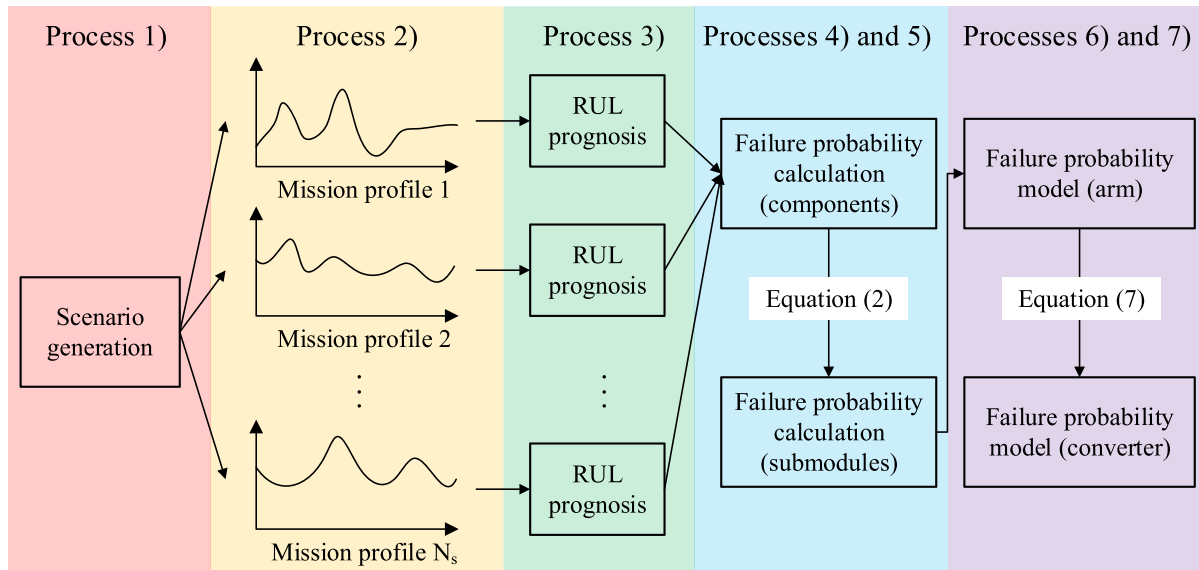 Process 1)
Process 2)
Process 3)
Processes 4) and 5)
Processes 6) and 7)
Scenario
generation
Mission profile 1
Mission profile 2
⋮
Mission profile Nₛ
RUL
prognosis
RUL
prognosis
⋮
RUL
prognosis
Failure probability
calculation
(components)
Equation (2)
Failure probability
calculation
(submodules)
Failure probability
model (arm)
Equation (7)
Failure probability
model (converter)